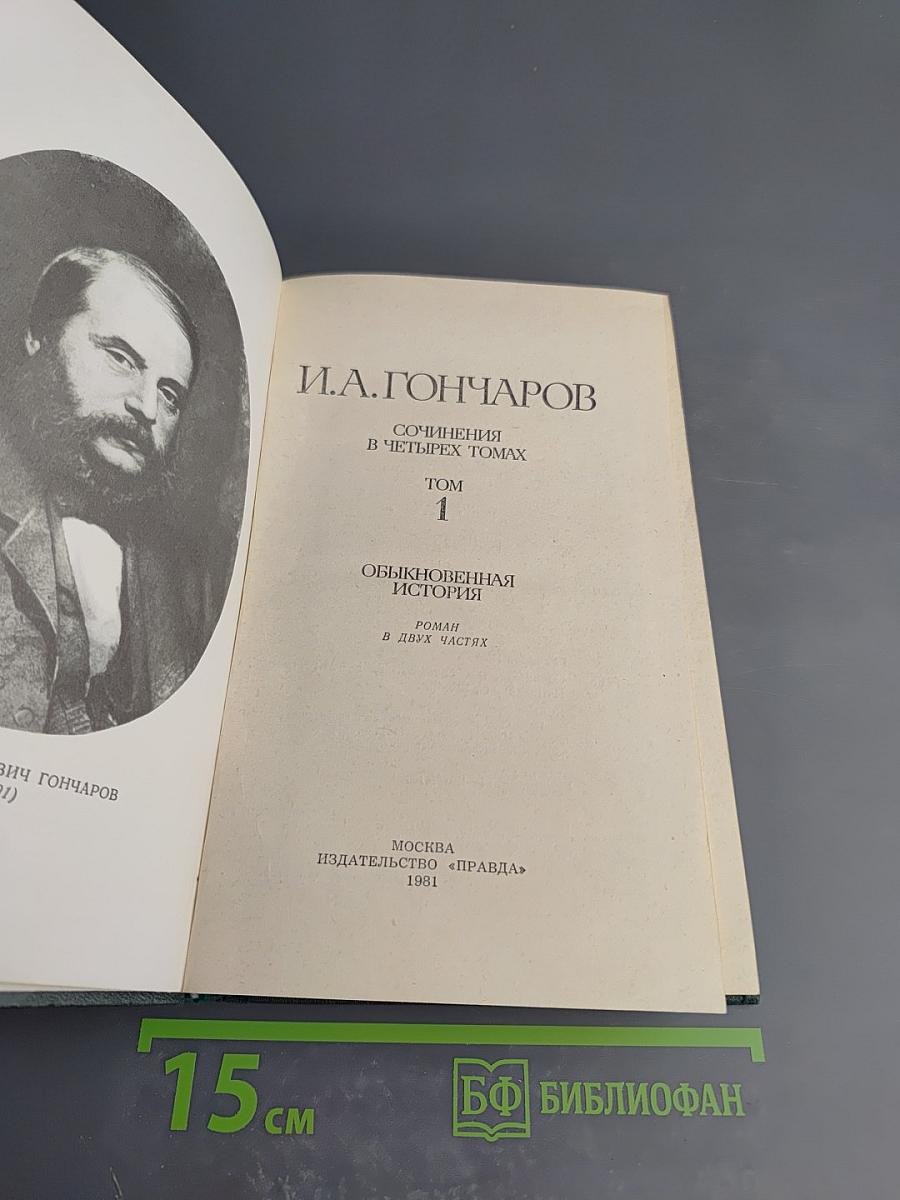 ВИЧ ГОНЧАРОВ
91)
И.А.ГОНЧАРОВ
СОЧИНЕНИЯ
В ЧЕТЫРЕХ ТОМАХ
ТОМ
1
ОБЫКНОВЕННАЯ
ИСТОРИЯ
РОМАН
В ДВУХ ЧАСТЯХ
МОСКВА
ИЗДАТЕЛЬСТВО «ПРАВДА»
1981
15 СМ
БФ БИБЛИОФАН